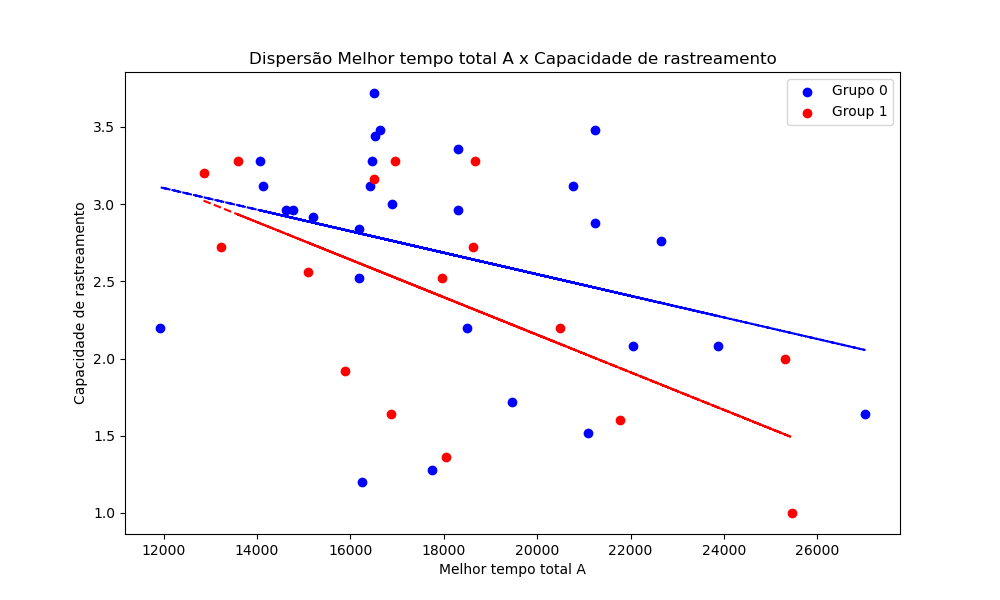 Dispersão Melhor tempo total A x Capacidade de rastreamento
Grupo 0
Group 1
Capacidade de rastreamento
3.5
3.0
2.5
2.0
1.5
1.0
12000 14000 16000 18000 20000 22000 24000 26000
Melhor tempo total A